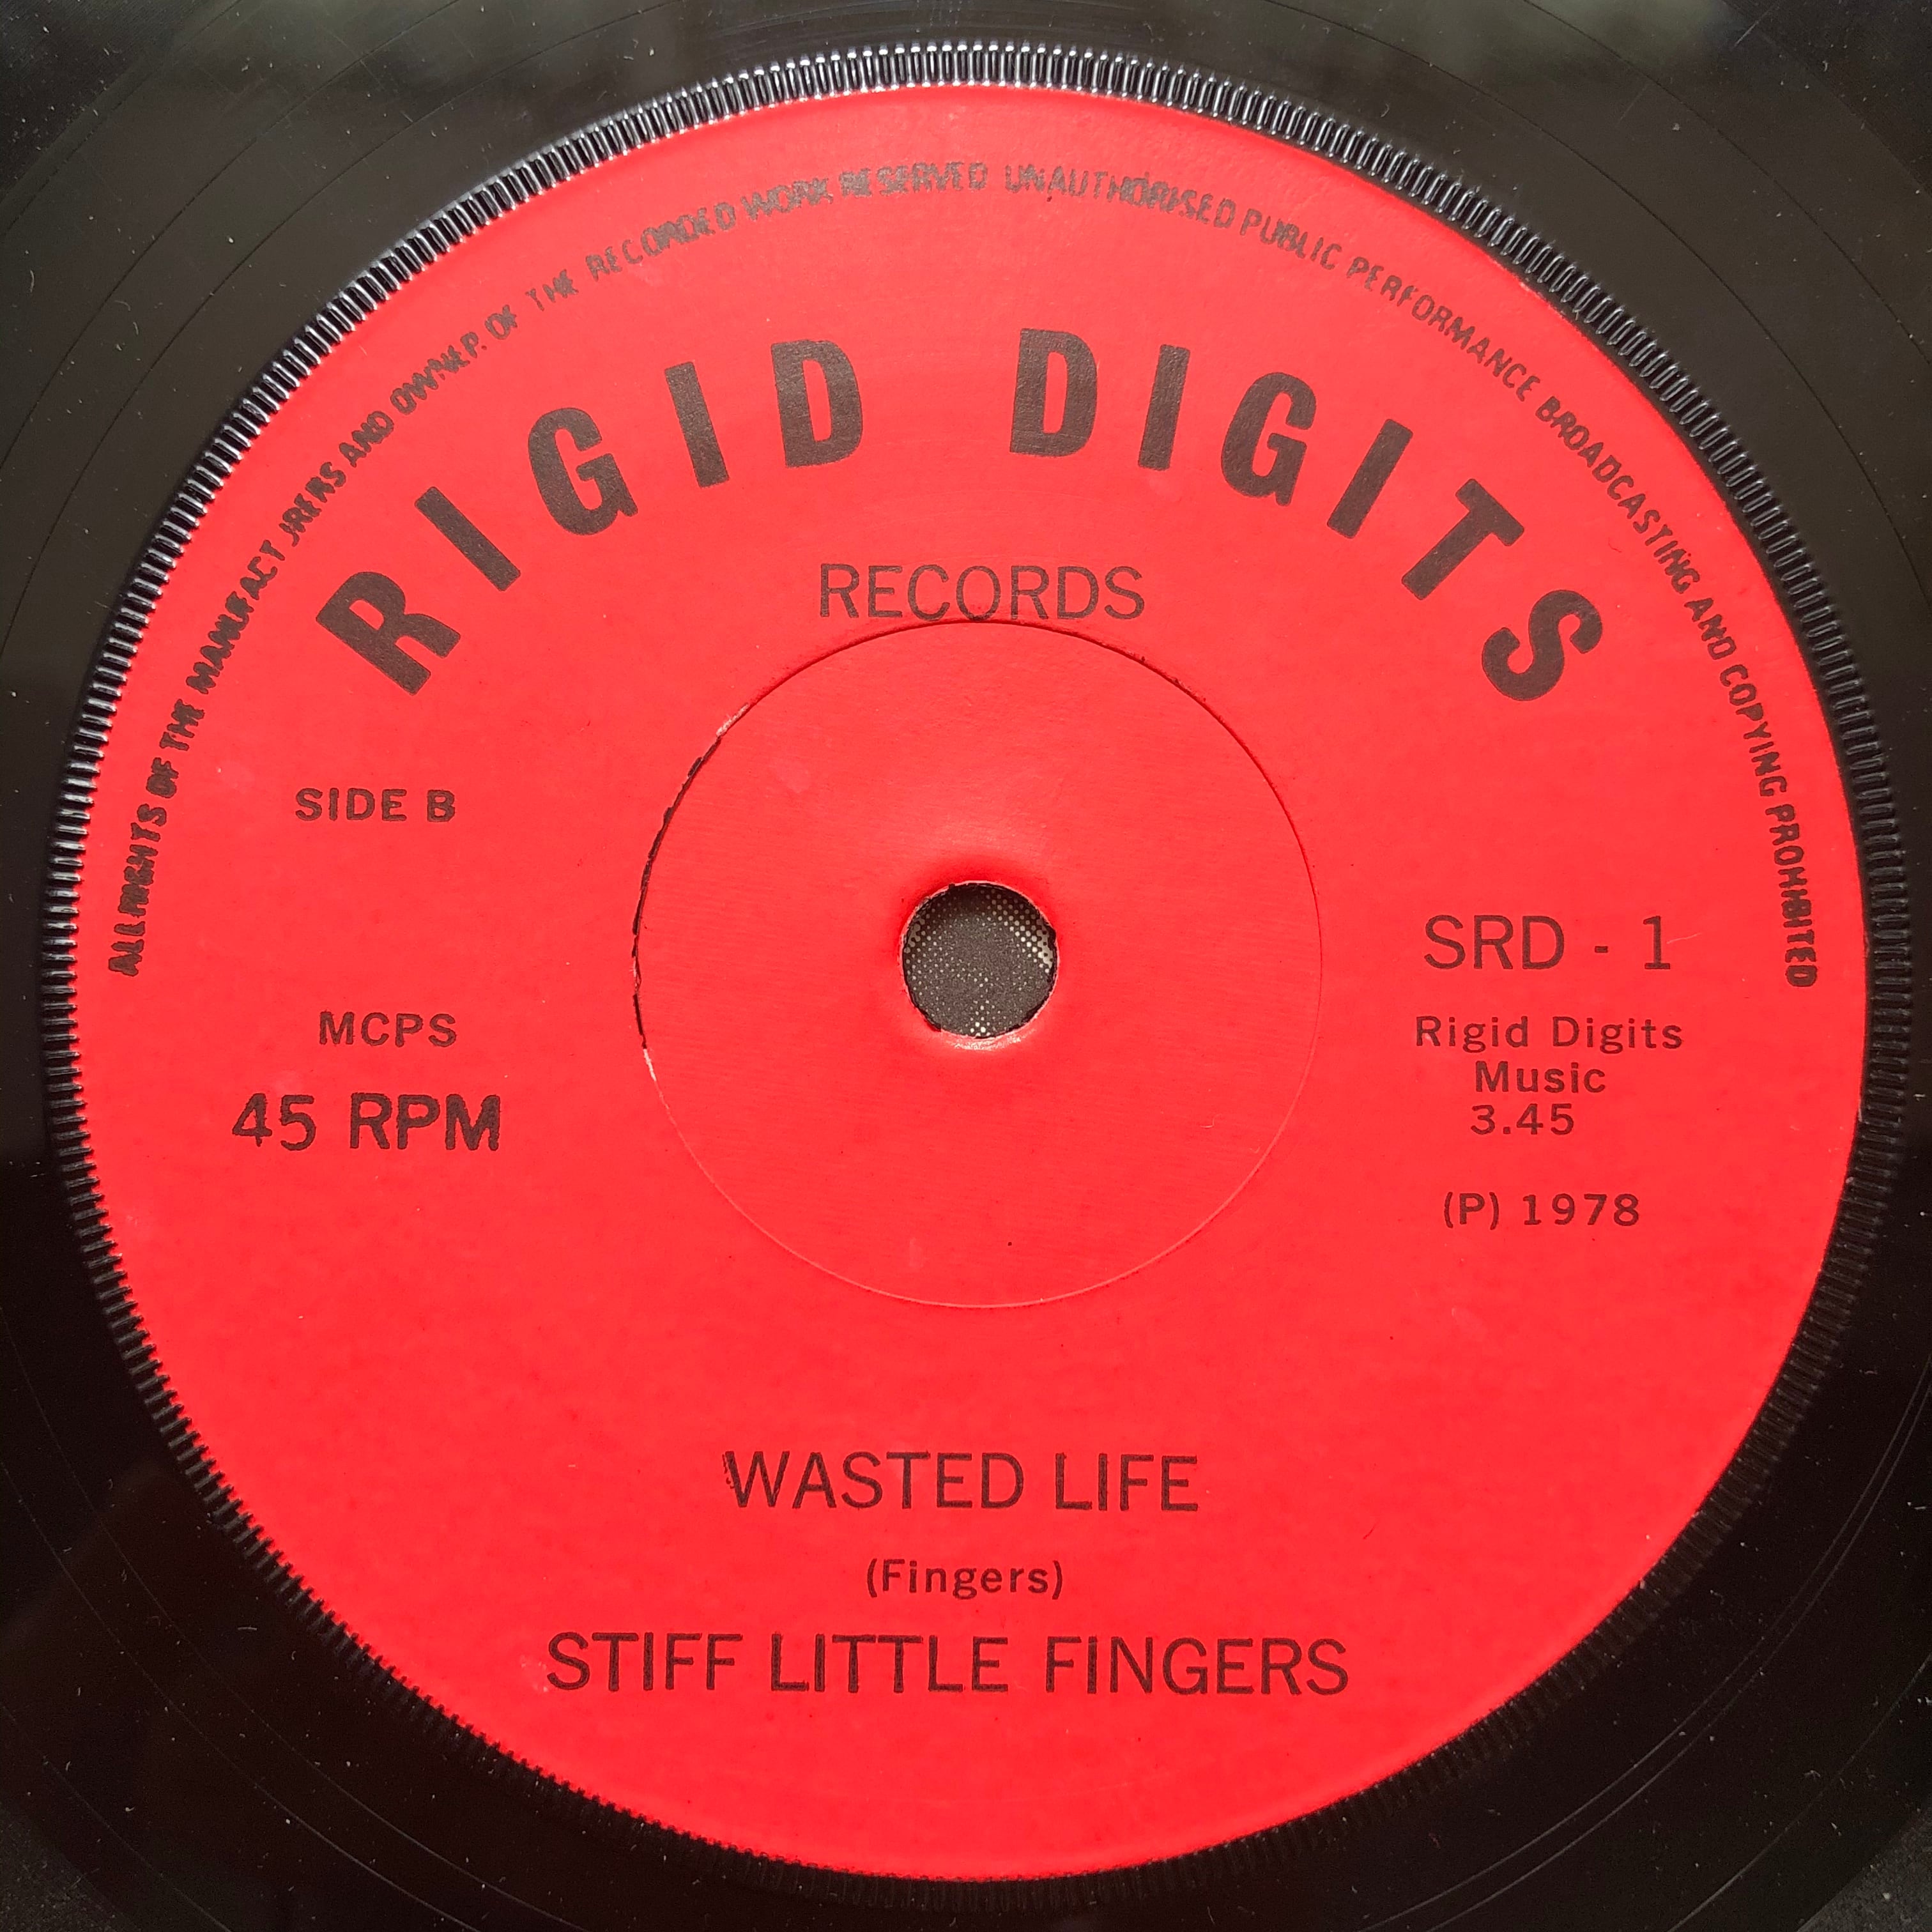 ALL RIGHTS OF THE MANUFACTURERS AND OWNER OF THE RECORDED WORK RESERVED UNAUTHORISED PUBLIC PERFORMANCE BROADCASTING AND COPYING PROHIBITED
RIGID DIGITS
RECORDS
SIDE B
SRD - 1
MCPS
Rigid Digits
Music
45 RPM
3.45
(P) 1978
WASTED LIFE
(Fingers)
STIFF LITTLE FINGERS